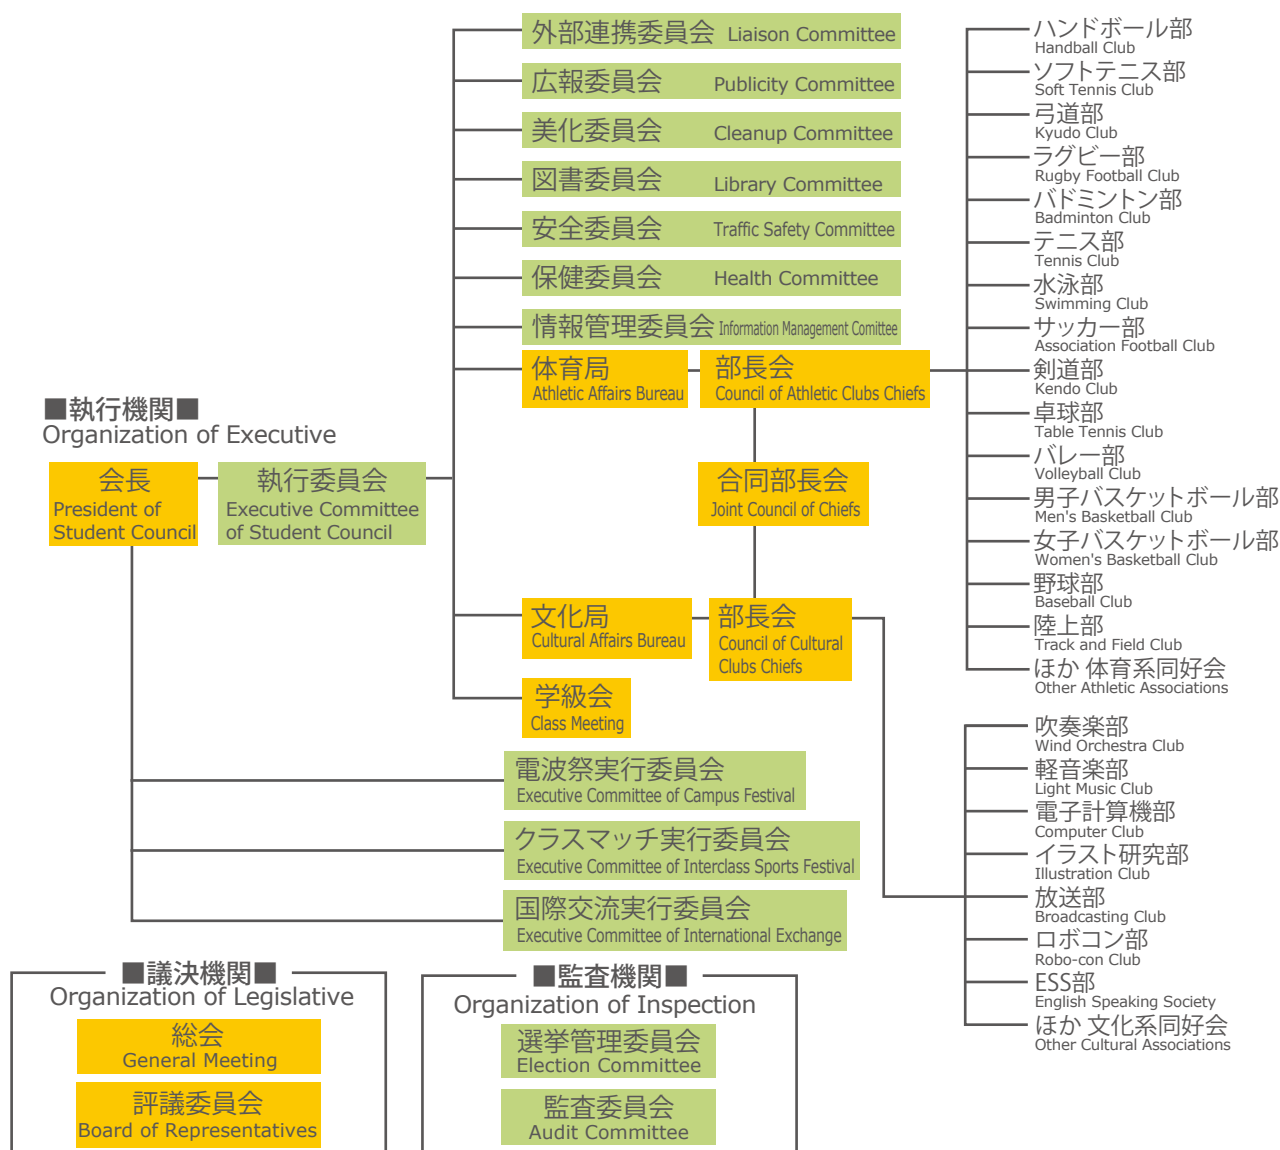 ■執行機関■
Organization of Executive
会長
President of
Student Council
執行委員会
Executive Committee
of Student Council
外部連携委員会 Liaison Committee
広報委員会 Publicity Committee
美化委員会 Cleanup Committee
図書委員会 Library Committee
安全委員会 Traffic Safety Committee
保健委員会 Health Committee
情報管理委員会 Information Management Comittee
体育局
Athletic Affairs Bureau
部長会
Council of Athletic Clubs Chiefs
合同部長会
Joint Council of Chiefs
文化局
Cultural Affairs Bureau
部長会
Council of Cultural
Clubs Chiefs
学級会
Class Meeting
電波祭実行委員会
Executive Committee of Campus Festival
クラスマッチ実行委員会
Executive Committee of Interclass Sports Festival
国際交流実行委員会
Executive Committee of International Exchange
ハンドボール部
Handball Club
ソフトテニス部
Soft Tennis Club
弓道部
Kyudo Club
ラグビー部
Rugby Football Club
バドミントン部
Badminton Club
テニス部
Tennis Club
水泳部
Swimming Club
サッカー部
Association Football Club
剣道部
Kendo Club
卓球部
Table Tennis Club
バレー部
Volleyball Club
男子バスケットボール部
Men's Basketball Club
女子バスケットボール部
Women's Basketball Club
野球部
Baseball Club
陸上部
Track and Field Club
ほか 体育系同好会
Other Athletic Associations
吹奏楽部
Wind Orchestra Club
軽音楽部
Light Music Club
電子計算機部
Computer Club
イラスト研究部
Illustration Club
放送部
Broadcasting Club
ロボコン部
Robo-con Club
ESS部
English Speaking Society
ほか 文化系同好会
Other Cultural Associations
■議決機関■
Organization of Legislative
総会
General Meeting
評議委員会
Board of Representatives
■監査機関■
Organization of Inspection
選挙管理委員会
Election Committee
監査委員会
Audit Committee